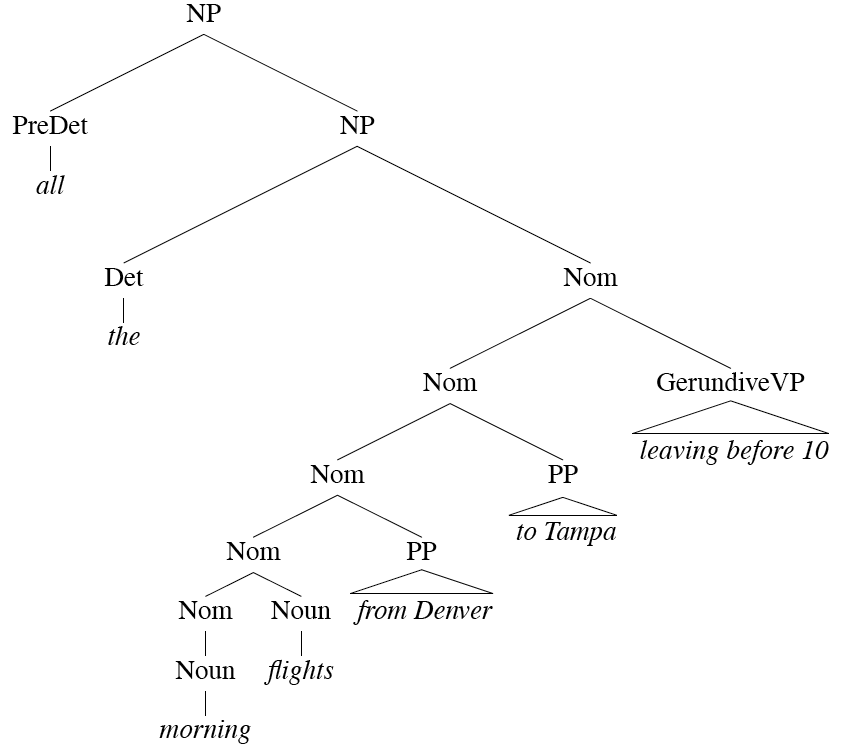 NP
PreDet NP
all
Det Nom
the
Nom GerundiveVP
leaving before 10
Nom PP
to Tampa
Nom PP
Nom Noun from Denver
Noun flights
morning